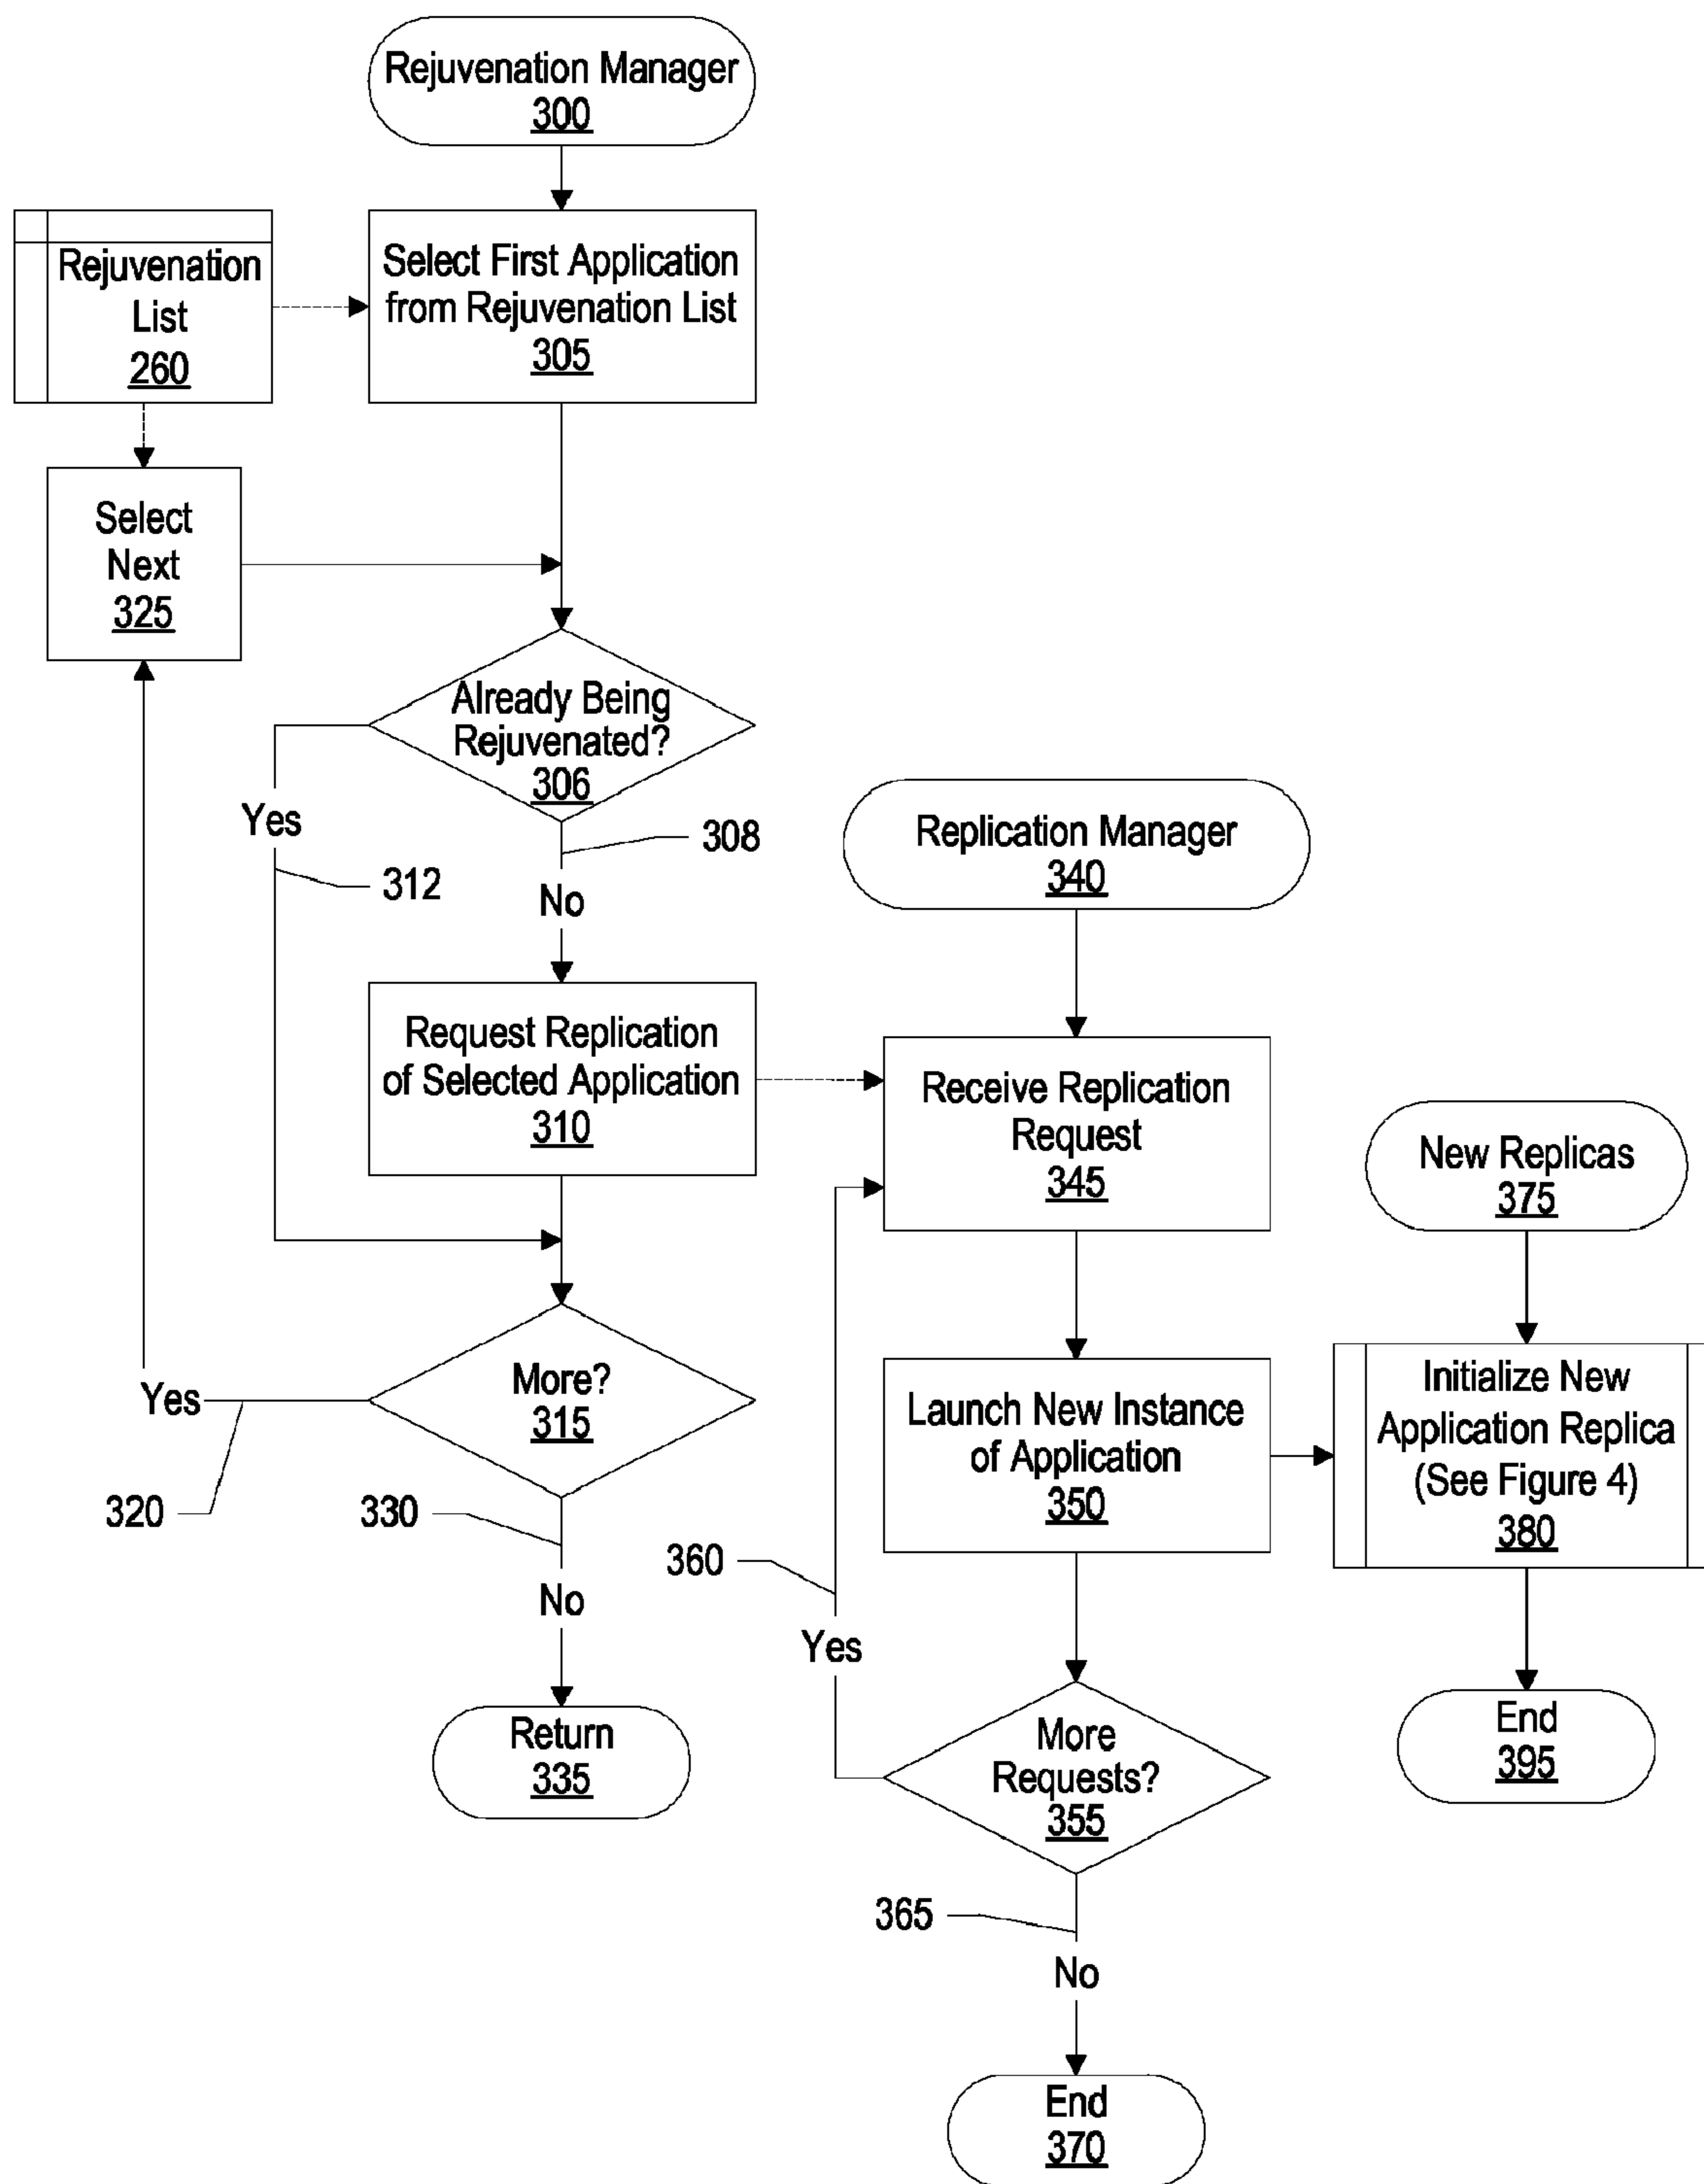 Rejuvenation Manager
300
Rejuvenation
List
260
Select First Application
from Rejuvenation List
305
Select
Next
325
Already Being
Rejuvenated?
306
Yes
308
312
No
Replication Manager
340
Request Replication
of Selected Application
310
Receive Replication
Request
345
New Replicas
375
More?
315
Yes
320
330
No
Return
335
Launch New Instance
of Application
350
Initialize New
Application Replica
(See Figure 4)
380
360
Yes
More
Requests?
355
End
395
365
No
End
370